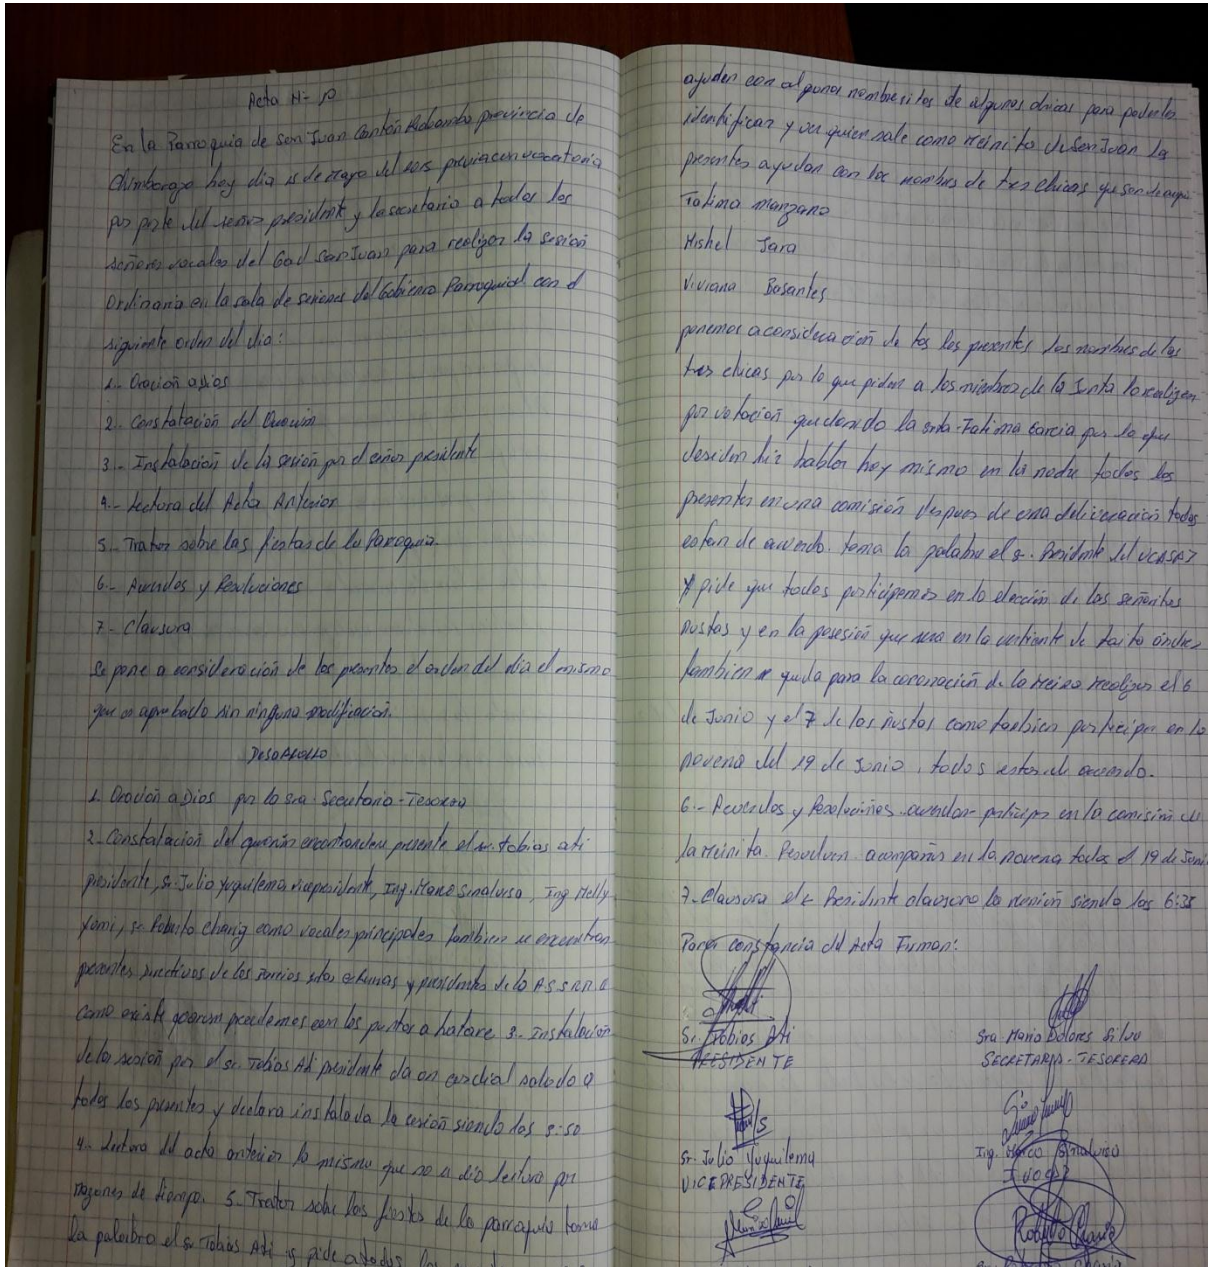 Acta N- 10
En la Parroquia de San Juan Cantón Riobamba provincia de
Chimborazo hoy dia de mayo del previa convocatoria
por parte del señor presidente y la secretaria a todos los
señores vocales del Gad San Juan para realizar la sesión
Ordinaria en la sala de sesiones del Gobierno Parroquial con el
siguiente orden del dia:
1.- Oración a dios
2.- Constatación del Quorum
3.- Instalación de la sesión por el señor presidente
4.- Lectura del Acta Anterior
5.- Tratar sobre las fiestas de la Parroquia.
6.- Acuerdos y Resoluciones
7.- Clausura
Se pone a consideración de los presentes el orden del dia el mismo
que es aprobado sin ninguna modificación.
Desarollo
1. Oración a Dios por la sra. Secretaria - Tesorera
2. Constatación del quorum encontrandose presente el sr. tobias ati
presidente, sr. Julio Yuquilema vicepresidente, Ing. Marco Sinaluisa, Ing Nelly
sr Roberto como vocales principales tambien se encuentran
presentes directivos de los y presidentes de la
como existe quorum procedemos con los puntos a 3.- Instalación
de la sesión por el sr. Tobias Ati presidente da un cordial saludo a
todos los presentes y declara instalada la sesión siendo las 5:50
4.- Lectura del acta anterior la misma que no se dio lectura por
razones de tiempo. 5.- Tratar sobre las fiestas de la parroquia toma
la palabra el sr Tobias Ati y pide a todos los
ayuden con algunos nombresitos de algunas chicas para poderlo
identificar y ver quien sale como reinita de San Juan los
presentes ayudan con los nombres de tres chicas que son
Fatima manzano
Mishel Jara
Viviana Basantes
ponemos a consideración de los presentes los nombres de las
tres chicas por lo que piden a los miembros de la Junta lo realizen
por votación quedando la srta. Fatima Garcia por lo que
desiden hablar hoy mismo en la noche todos los
presentes en una comisión despues de una todos
estan de acuerdo. toma la palabra el sr. Presidente del
pide que todos participemos en la elección de las señoritas
ñustas y en la posesión que sera en la vertiente de
tambien queda para la coronación de la reina realizar el 6
de Junio y el 7 de las ñustas como tambien participar en la
novena del 19 de Junio, todos estan de acuerdo.
6.- Acuerdos y Resoluciones. participar en la comisión de
la reinita. Resuelven acompañar en la novena todos el 19 de Junio
7. Clausura el sr Presidente clausura la reunión siendo las 6:35
Para constancia del Acta Firman:
Sr. Tobias Ati
PRESIDENTE
Sra Maria Dolores Silva
SECRETARIA - TESORERA
Sr. Julio Yuquilema
VICEPRESIDENTE
Ing. Marco Sinaluisa
I VOCAL